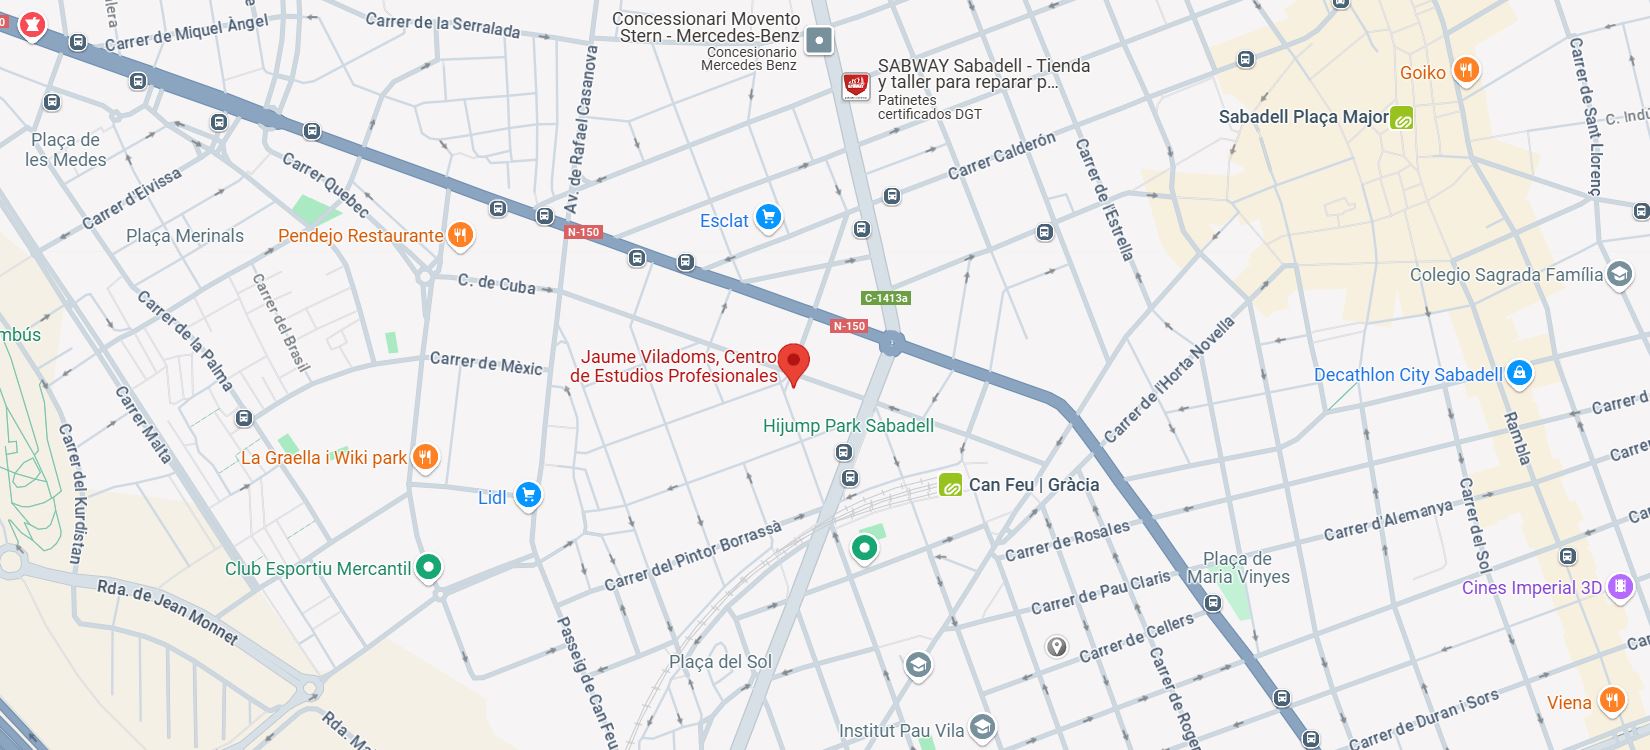 Carrer de Miquel Àngel
Carrer de la Serralada
Concessionari Movento
Stern - Mercedes-Benz
Concesionario
Mercedes Benz
SABWAY Sabadell - Tienda
y taller para reparar p...
Patinetes
certificados DGT
Goiko
Carrer de Sant Llorenç
Sabadell Plaça Major
Plaça de
les Medes
Av. de Rafael Casanova
Carrer Calderón
Carrer de l'Estrella
Carrer d'Eivissa
Carrer Quebec
Plaça Merinals
Pendejo Restaurante
N-150
Esclat
C. de Cuba
Carrer del Brasil
Colegio Sagrada Família
C-1413a
N-150
Carrer de la Palma
Carrer de Mèxic
Jaume Viladoms, Centro
de Estudios Profesionales
Carrer de l'Horta Novella
Decathlon City Sabadell
Carrer Malta
Hijump Park Sabadell
Rambla
Carrer del Kurdistan
La Graella i Wiki park
Lidl
Can Feu | Gràcia
Carrer d'Alemanya
Carrer del Sol
Carrer de Rosales
Carrer del Pintor Borrassà
Club Esportiu Mercantil
Plaça de
Maria Vinyes
Carrer de Pau Claris
Cines Imperial 3D
Rda. de Jean Monnet
Carrer de Cellers
Passeig de Can Feu
Plaça del Sol
Carrer de Roger
Viena
Carrer de Duran i Sors
Institut Pau Vila